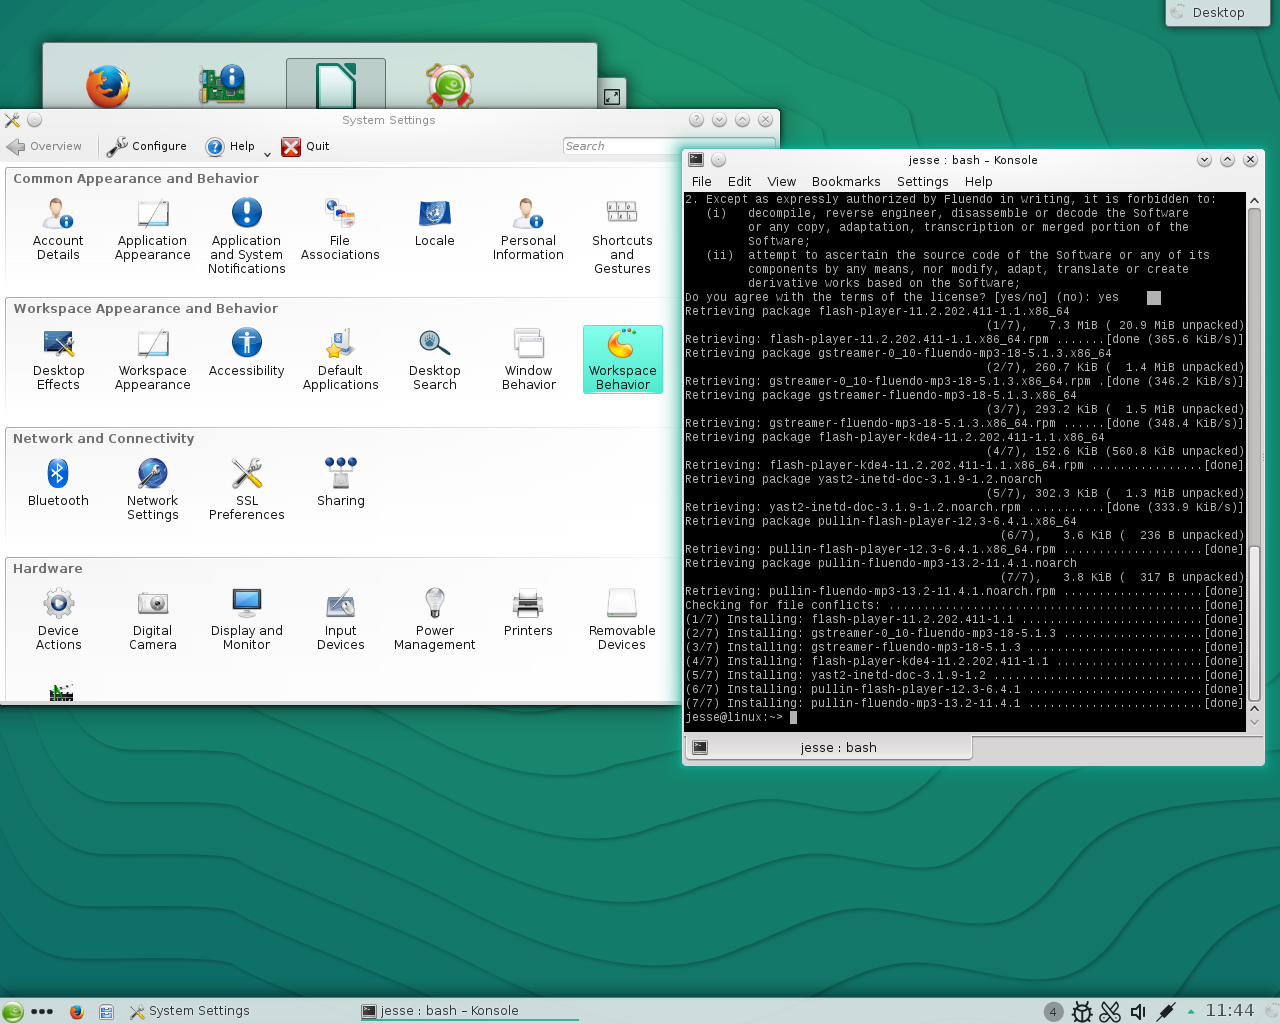 Desktop
System Settings
Overview
Configure
Help
Quit
Search
Common Appearance and Behavior
Account Details
Application Appearance
Application and System Notifications
File Associations
Locale
Personal Information
Shortcuts and Gestures
Workspace Appearance and Behavior
Desktop Effects
Workspace Appearance
Accessibility
Default Applications
Desktop Search
Window Behavior
Workspace Behavior
Network and Connectivity
Bluetooth
Network Settings
SSL Preferences
Sharing
Hardware
Device Actions
Digital Camera
Display and Monitor
Input Devices
Power Management
Printers
Removable Devices
jesse : bash – Konsole
File Edit View Bookmarks Settings Help
2. Except as expressly authorized by Fluendo in writing, it is forbidden to:
(i) decompile, reverse engineer, disassemble or decode the Software
or any copy, adaptation, transcription or merged portion of the
Software;
(ii) attempt to ascertain the source code of the Software or any of its
components by any means, nor modify, adapt, translate or create
derivative works based on the Software;
Do you agree with the terms of the license? [yes/no] (no): yes
Retrieving package flash-player-11.2.202.411-1.1.x86_64
(1/7), 7.3 MiB ( 20.9 MiB unpacked)
Retrieving: flash-player-11.2.202.411-1.1.x86_64.rpm .......[done (365.6 KiB/s)]
Retrieving package gstreamer-0_10-fluendo-mp3-18-5.1.3.x86_64
(2/7), 260.7 KiB ( 1.4 MiB unpacked)
Retrieving: gstreamer-0_10-fluendo-mp3-18-5.1.3.x86_64.rpm .[done (346.2 KiB/s)]
Retrieving package gstreamer-fluendo-mp3-18-5.1.3.x86_64
(3/7), 293.2 KiB ( 1.5 MiB unpacked)
Retrieving: gstreamer-fluendo-mp3-18-5.1.3.x86_64.rpm ......[done (348.4 KiB/s)]
Retrieving package flash-player-kde4-11.2.202.411-1.1.x86_64
(4/7), 152.6 KiB (560.8 KiB unpacked)
Retrieving: flash-player-kde4-11.2.202.411-1.1.x86_64.rpm ................[done]
Retrieving package yast2-inetd-doc-3.1.9-1.2.noarch
(5/7), 302.3 KiB ( 1.3 MiB unpacked)
Retrieving: yast2-inetd-doc-3.1.9-1.2.noarch.rpm ...........[done (333.9 KiB/s)]
Retrieving package pullin-flash-player-12.3-6.4.1.x86_64
(6/7), 3.6 KiB ( 236 B unpacked)
Retrieving: pullin-flash-player-12.3-6.4.1.x86_64.rpm ....................[done]
Retrieving package pullin-fluendo-mp3-13.2-11.4.1.noarch
(7/7), 3.8 KiB ( 317 B unpacked)
Retrieving: pullin-fluendo-mp3-13.2-11.4.1.noarch.rpm ....................[done]
Checking for file conflicts: .............................................[done]
(1/7) Installing: flash-player-11.2.202.411-1.1 ..........................[done]
(2/7) Installing: gstreamer-0_10-fluendo-mp3-18-5.1.3 ....................[done]
(3/7) Installing: gstreamer-fluendo-mp3-18-5.1.3 .........................[done]
(4/7) Installing: flash-player-kde4-11.2.202.411-1.1 .....................[done]
(5/7) Installing: yast2-inetd-doc-3.1.9-1.2 ..............................[done]
(6/7) Installing: pullin-flash-player-12.3-6.4.1 .........................[done]
(7/7) Installing: pullin-fluendo-mp3-13.2-11.4.1 .........................[done]
jesse@linux:~>
jesse : bash
System Settings
jesse : bash – Konsole
4
11:44